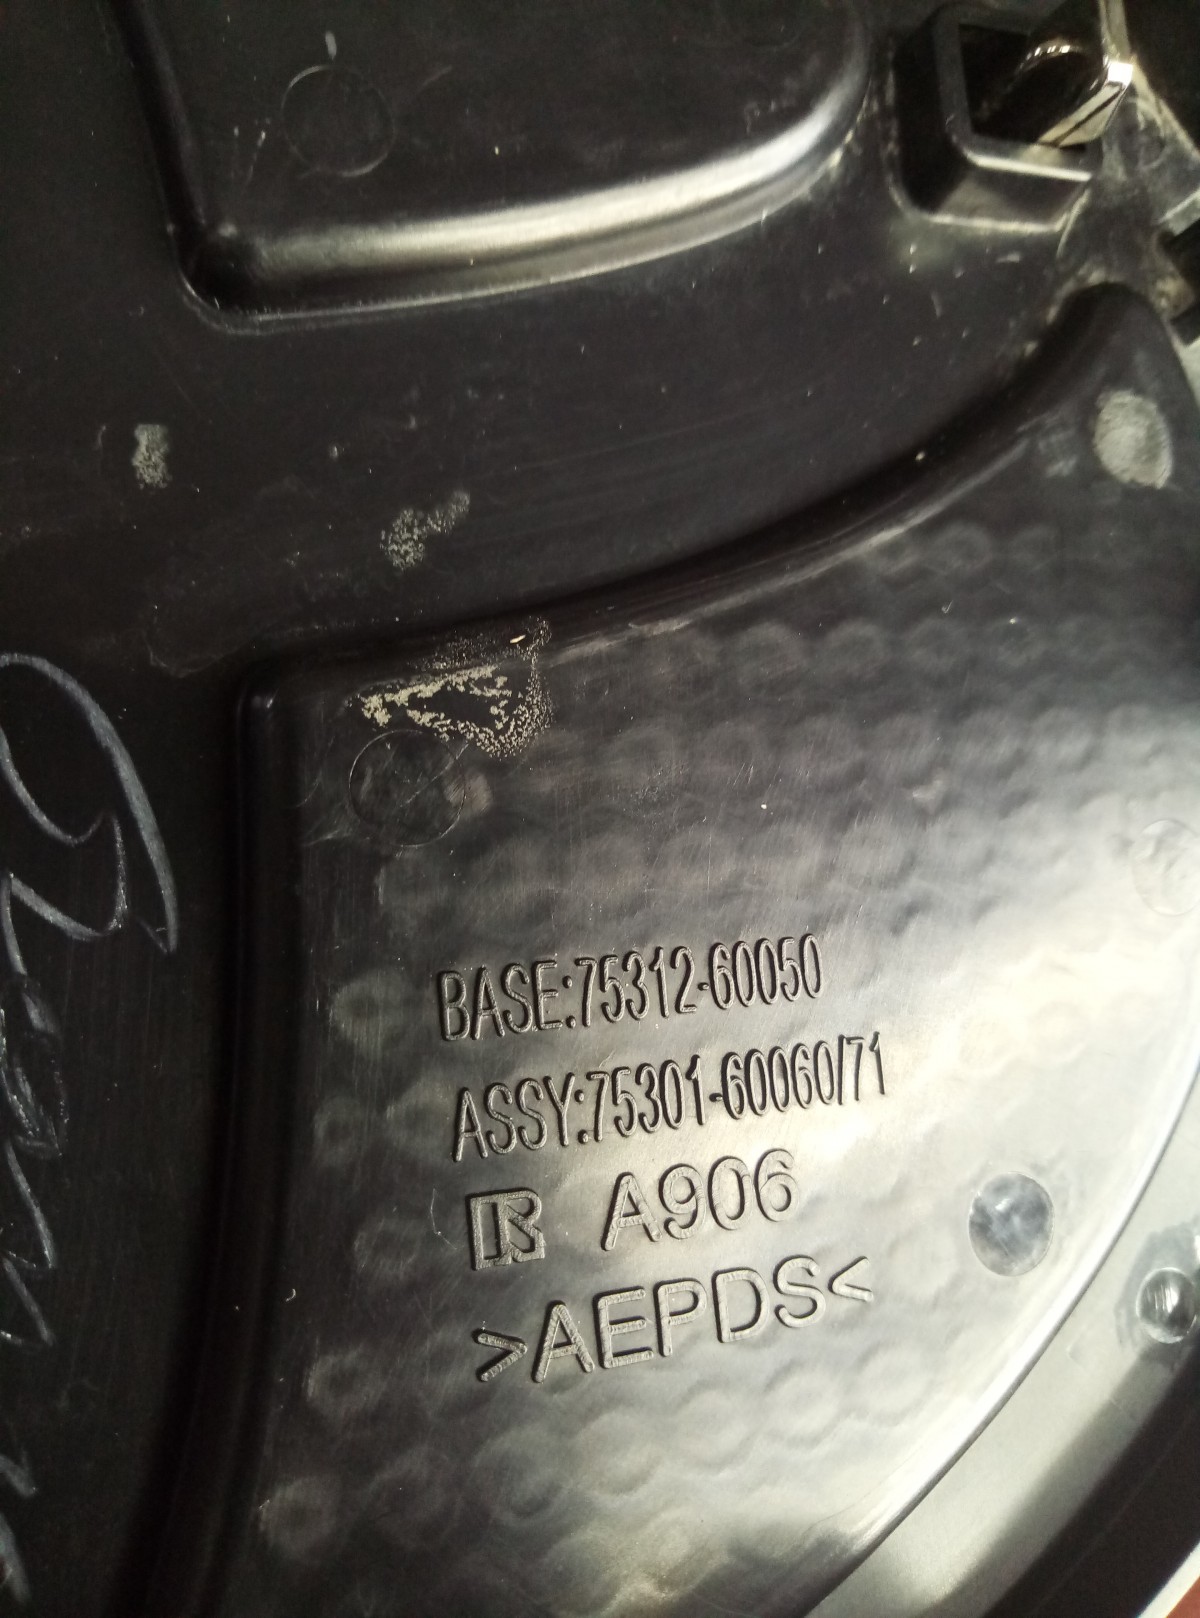 BASE:75312-60050
ASSY:75301-60060/71
R A906
>AEPDS<